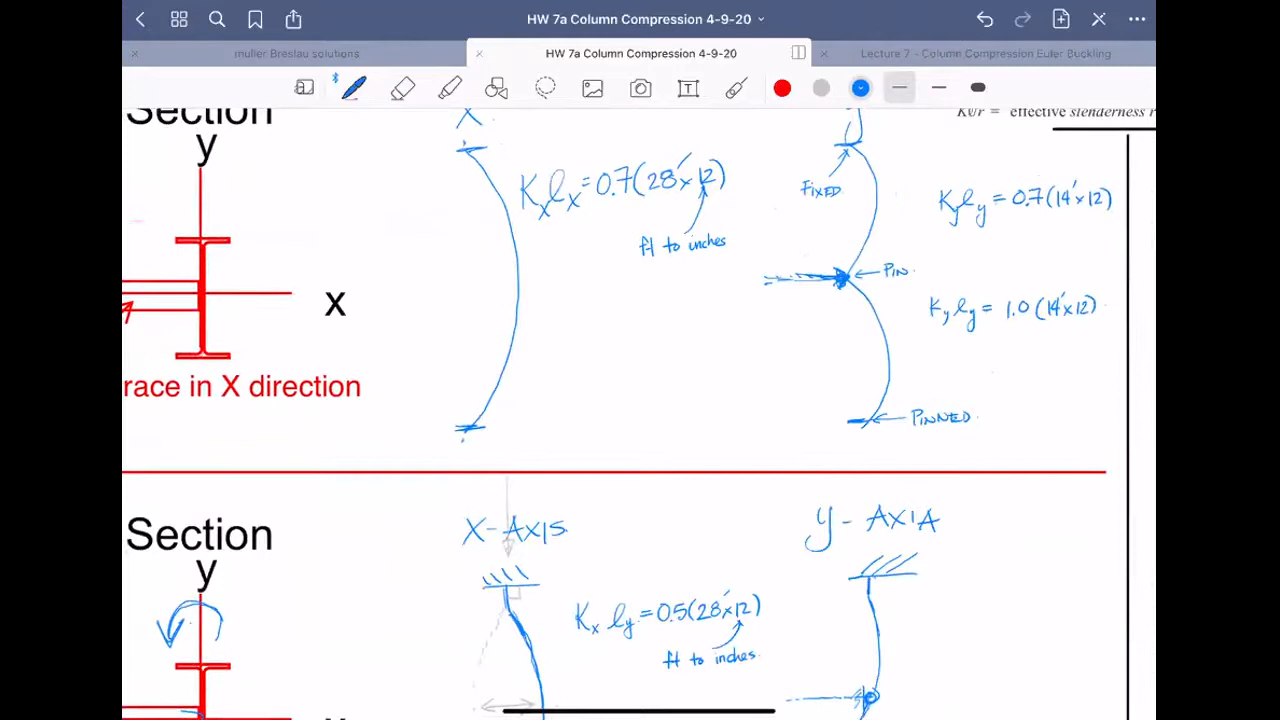 HW 7a Column Compression 4-9-20
muller Breslau solutions
HW 7a Column Compression 4-9-20
Lecture 7 - Column Compression Euler Buckling
Section
y
x
race in X direction
X
Kxlx = 0.7(28'x12)
ft to inches
y
FIXED
Kyly = 0.7(14'x12)
PIN
Kyly = 1.0(14'x12)
PINNED
Kℓ/r = effective slenderness r
Section
y
x
X-AXIS
Kx ly = 0.5(28'x12)
ft to inches
y - AXIA